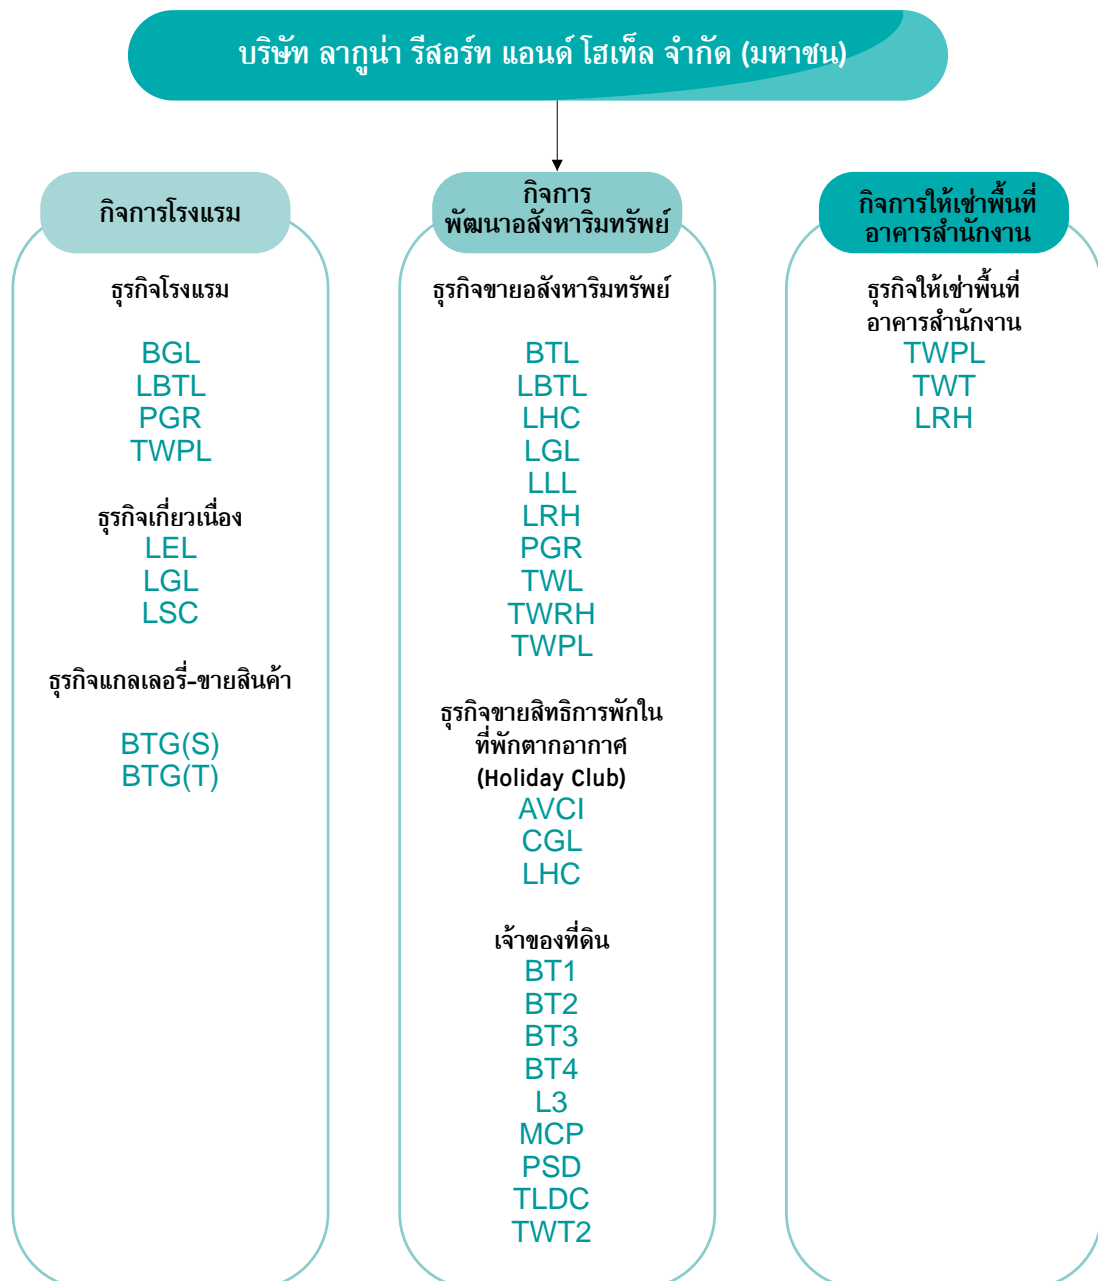 บริษัท ลากูน่า รีสอร์ท แอนด์ โฮเท็ล จำกัด (มหาชน)
กิจการโรงแรม
ธุรกิจโรงแรม
BGL
LBTL
PGR
TWPL
ธุรกิจเกี่ยวเนื่อง
LEL
LGL
LSC
ธุรกิจแกลเลอรี่-ขายสินค้า
BTG(S)
BTG(T)
กิจการ
พัฒนาอสังหาริมทรัพย์
ธุรกิจขายอสังหาริมทรัพย์
BTL
LBTL
LHC
LGL
LLL
LRH
PGR
TWL
TWRH
TWPL
ธุรกิจขายสิทธิการพักใน
ที่พักตากอากาศ
(Holiday Club)
AVCI
CGL
LHC
เจ้าของที่ดิน
BT1
BT2
BT3
BT4
L3
MCP
PSD
TLDC
TWT2
กิจการให้เช่าพื้นที่
อาคารสำนักงาน
ธุรกิจให้เช่าพื้นที่
อาคารสำนักงาน
TWPL
TWT
LRH